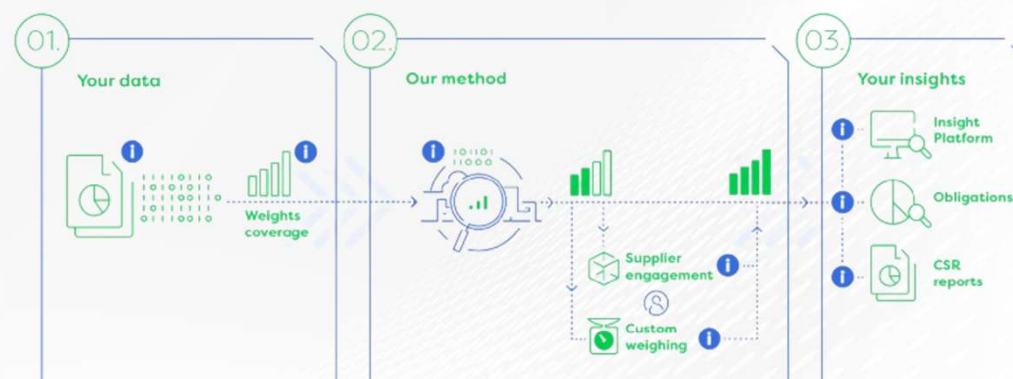 01.
Your data
Weights
coverage
02.
Our method
Supplier
engagement
Custom
weighing
03.
Your insights
Insight
Platform
Obligations
CSR
reports